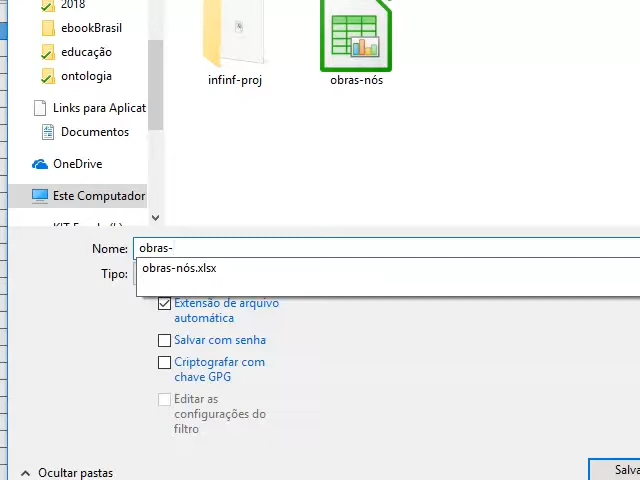 2018
ebookBrasil
educação
ontologia
Links para Aplicat
Documentos
OneDrive
Este Computador
infinf-proj
obras-nós
Nome: obras-
obras-nós.xlsx
Tipo:
Extensão de arquivo
automática
Salvar com senha
Criptografar com
chave GPG
Editar as
configurações do
filtro
Ocultar pastas
Salva